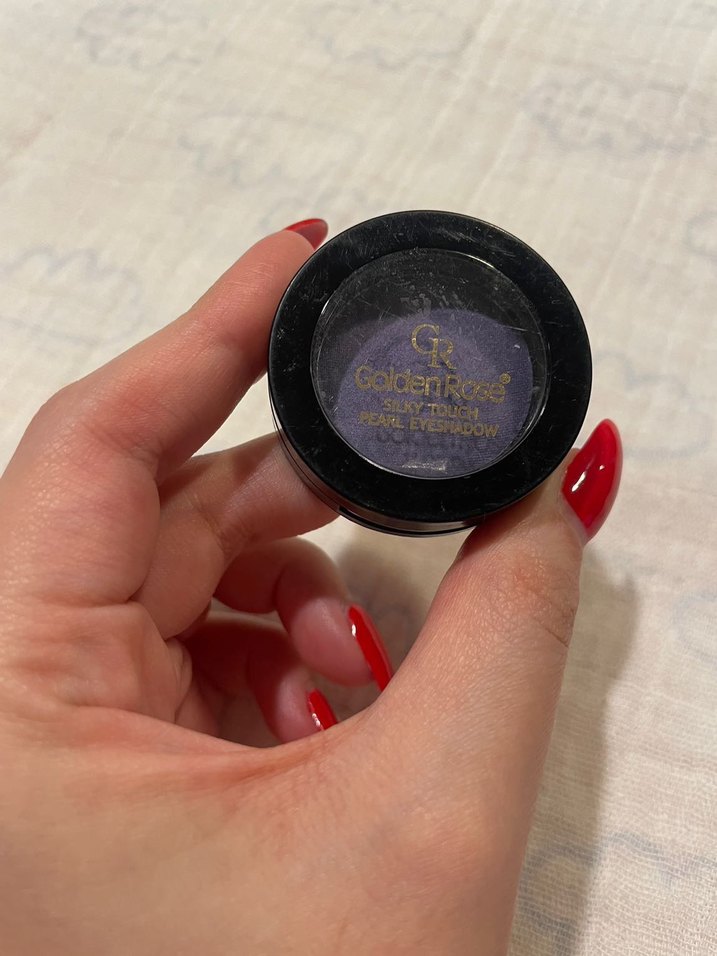 GR
Golden Rose®
SILKY TOUCH
PEARL EYESHADOW